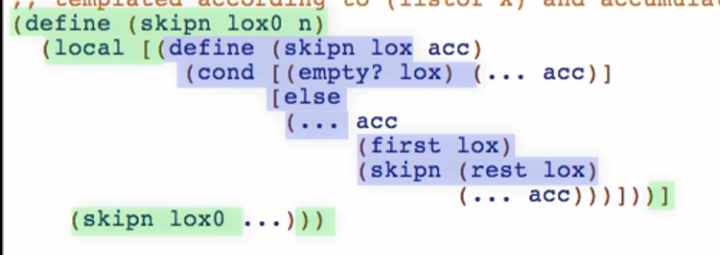 ;; templated according to (listof X) and accumulat
(define (skipn lox0 n)
(local [(define (skipn lox acc)
(cond [(empty? lox) (... acc)]
[else
(... acc
(first lox)
(skipn (rest lox)
(... acc)))]))]
(skipn lox0 ...)))